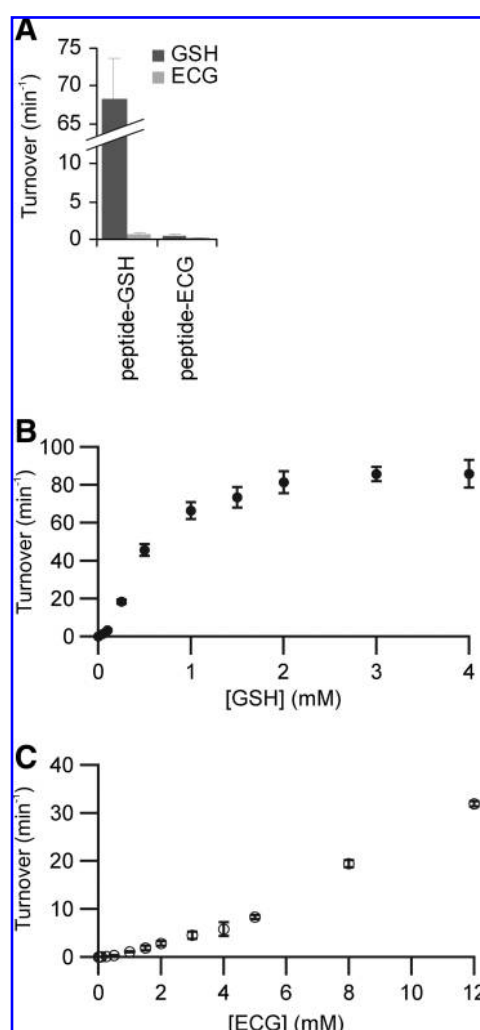 A
GSH
ECG
Turnover (min⁻¹)
75
70
65
10
5
0
peptide-GSH
peptide-ECG
B
Turnover (min⁻¹)
100
80
60
40
20
0
0 1 2 3 4
[GSH] (mM)
C
Turnover (min⁻¹)
40
30
20
10
0
0 2 4 6 8 10 12
[ECG] (mM)